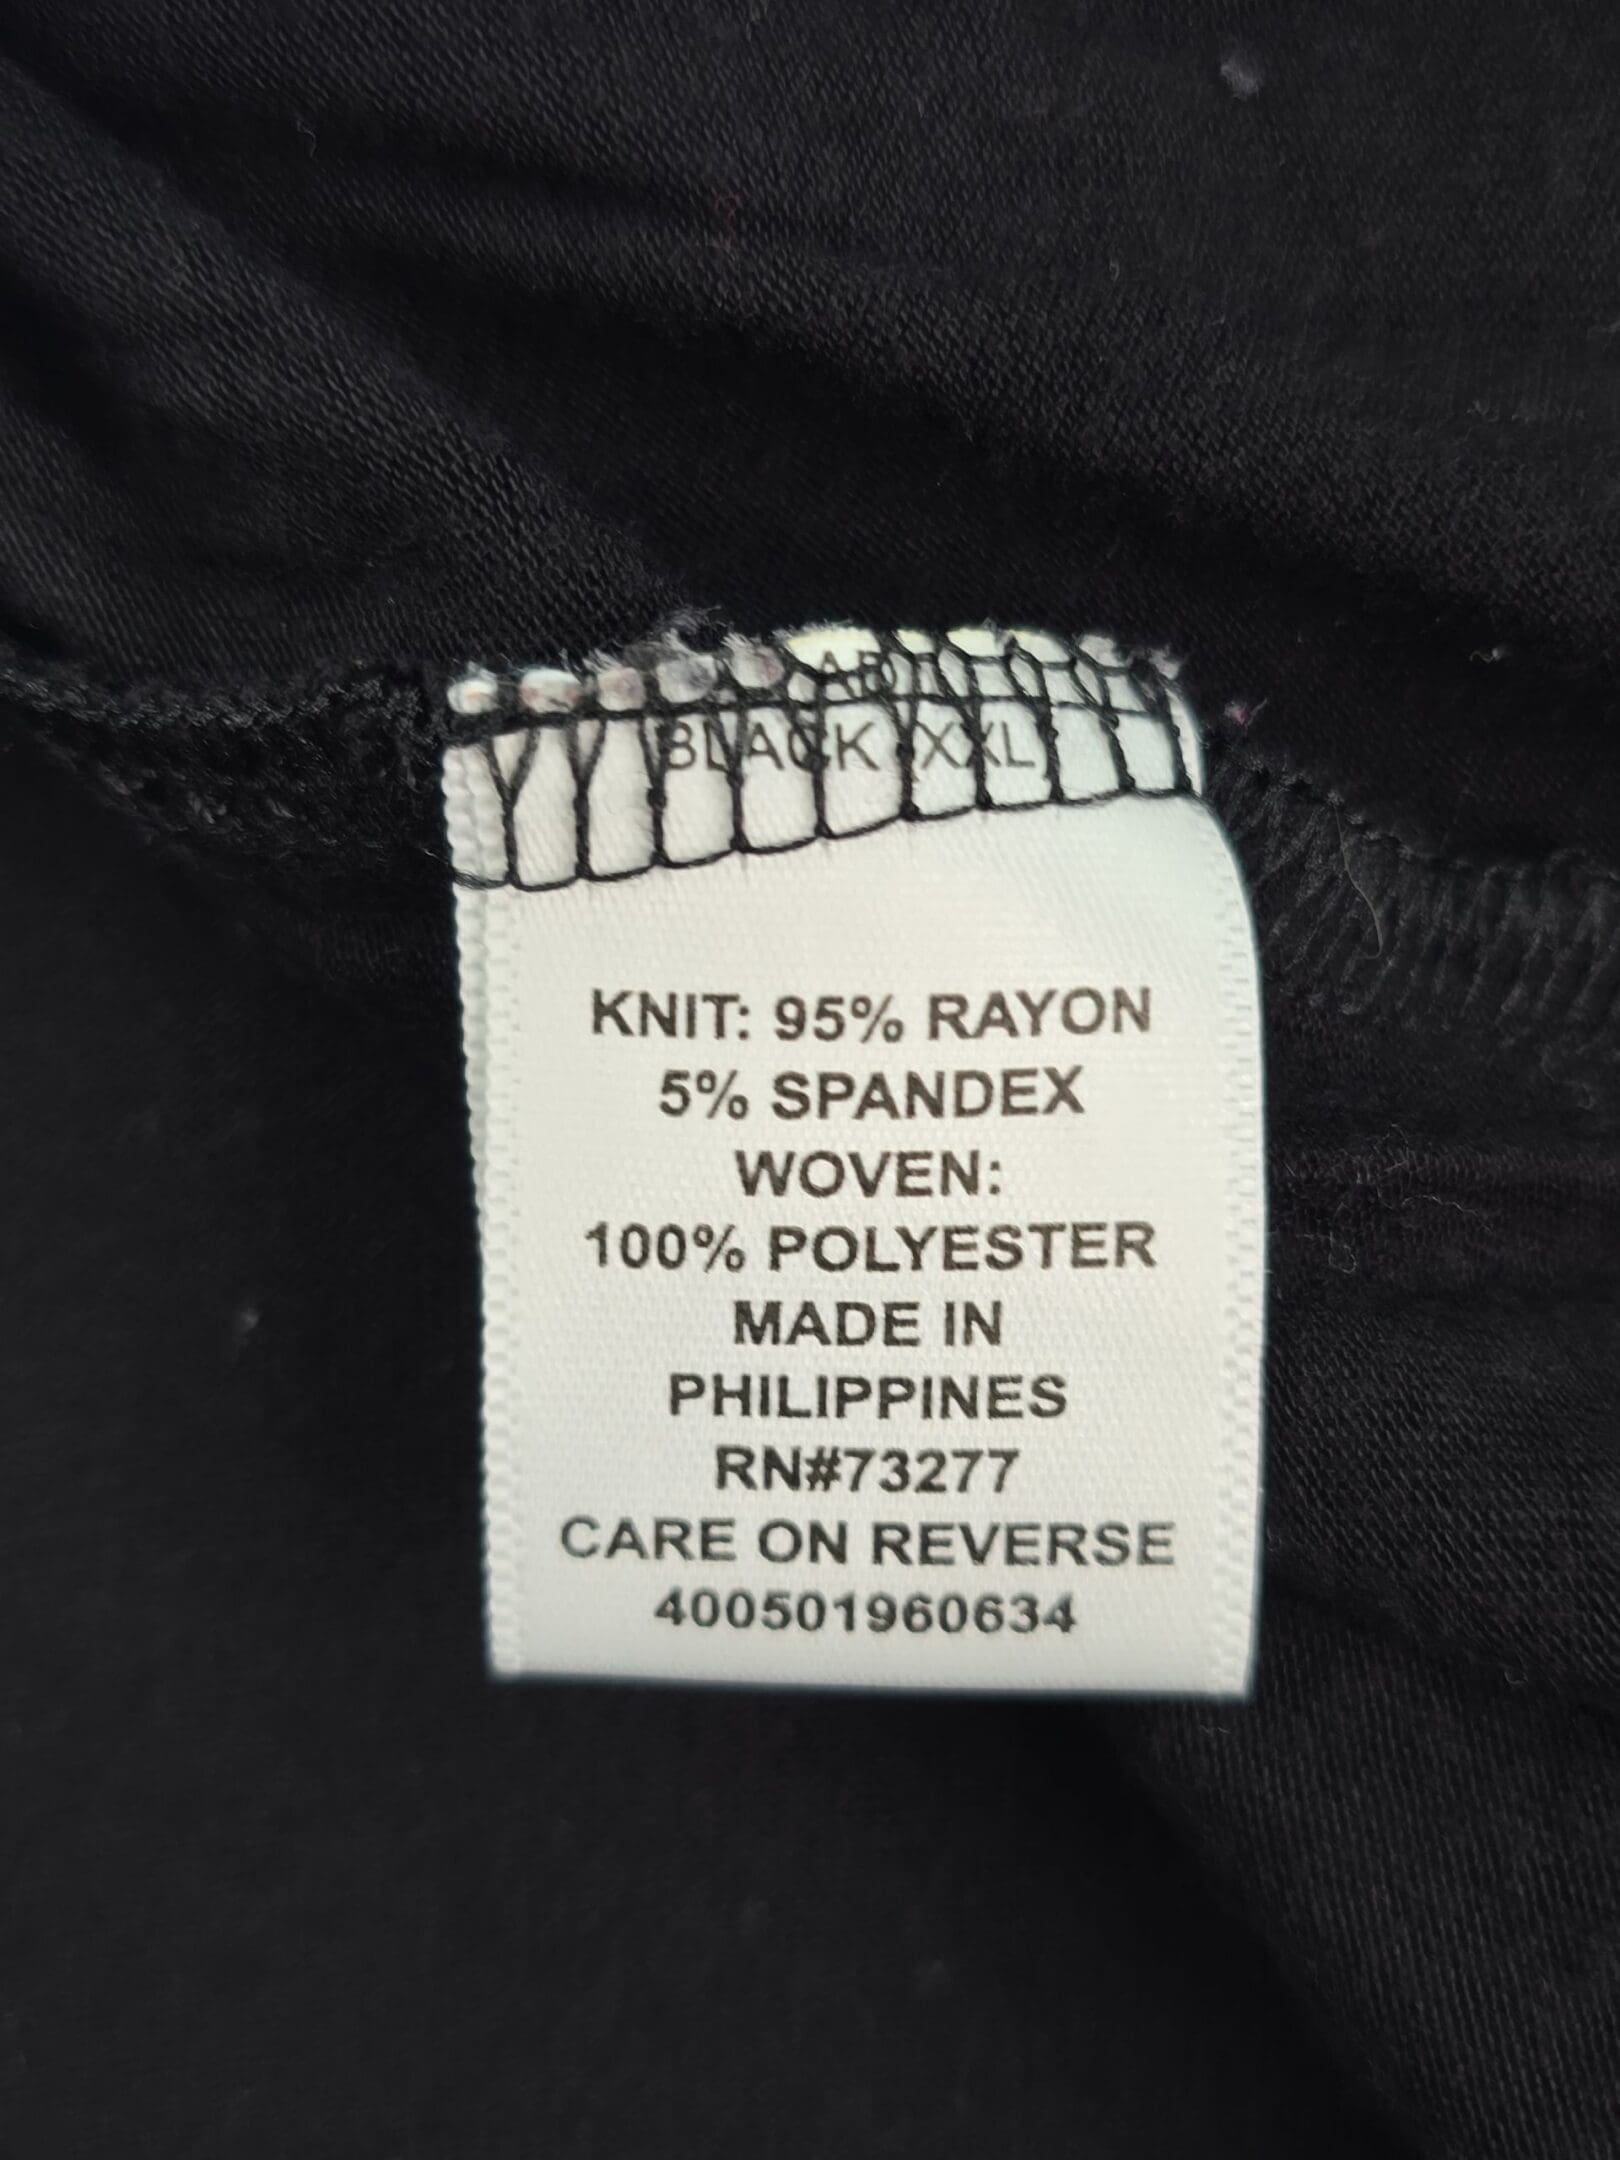 BLACK XXL
KNIT: 95% RAYON
5% SPANDEX
WOVEN:
100% POLYESTER
MADE IN
PHILIPPINES
RN#73277
CARE ON REVERSE
400501960634